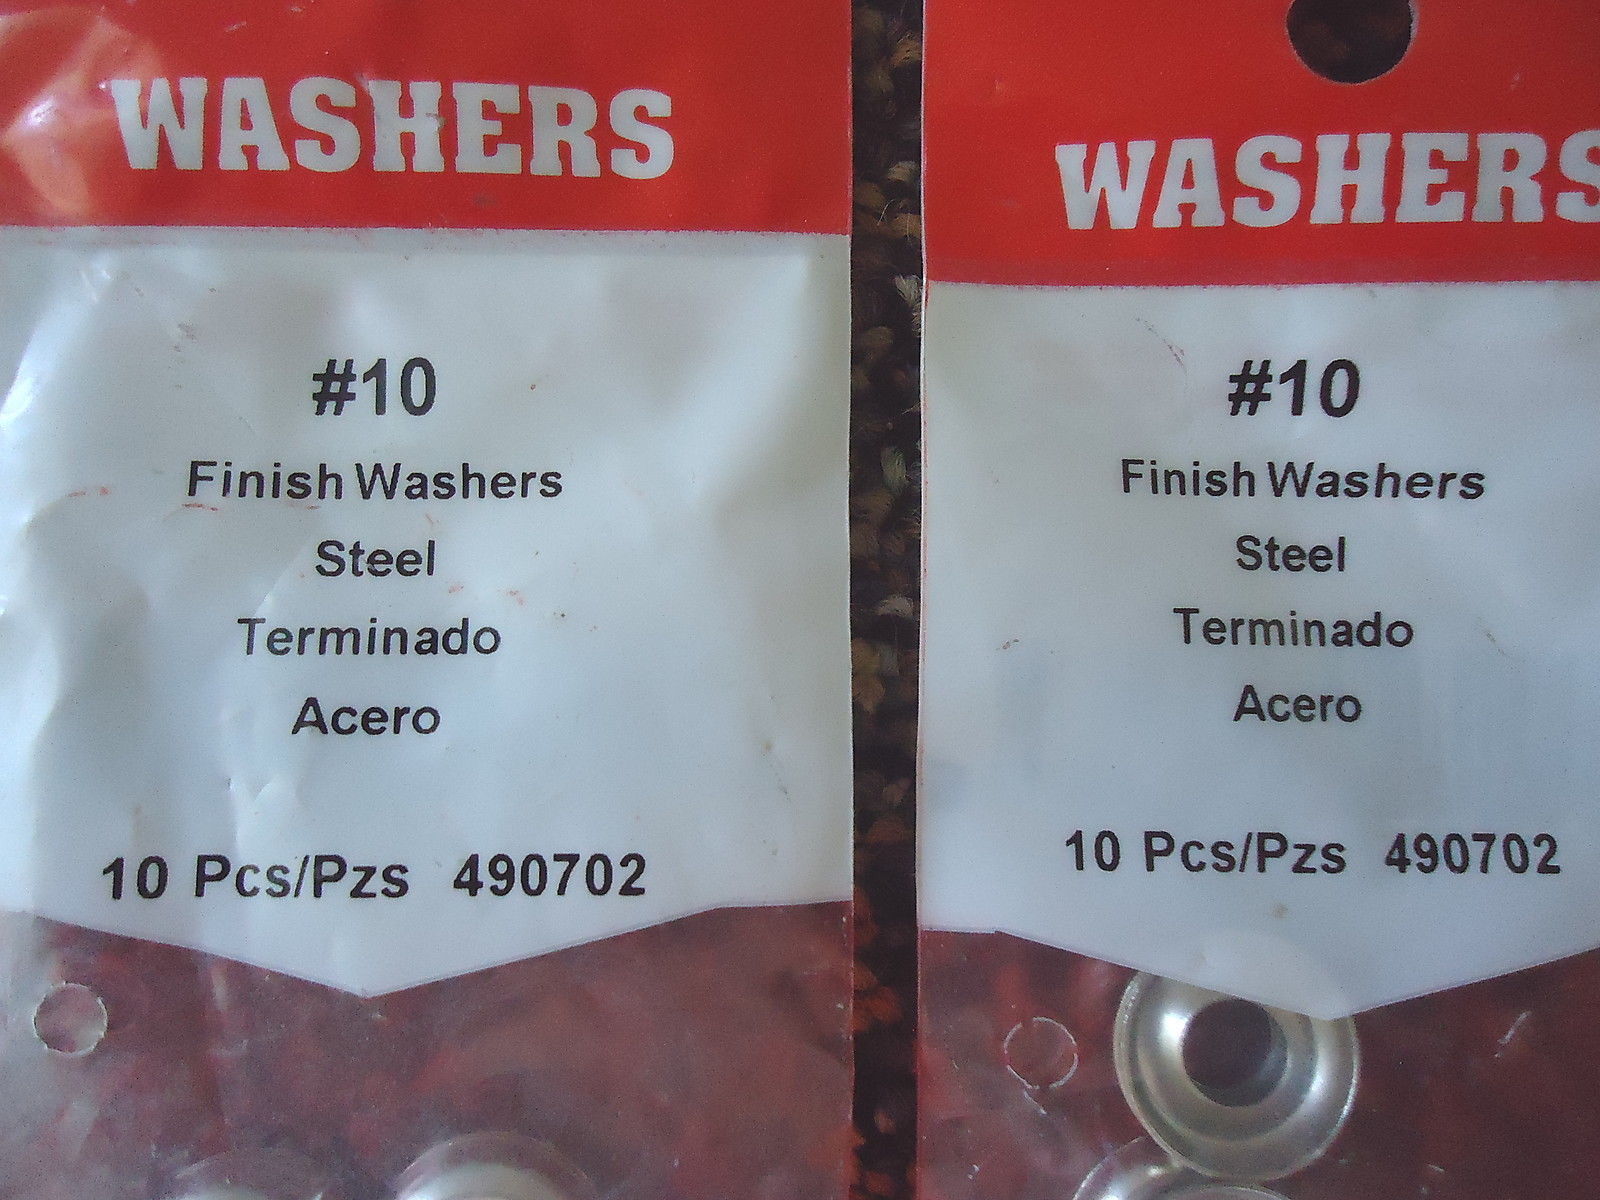 WASHERS
#10
Finish Washers
Steel
Terminado
Acero
10 Pcs/Pzs 490702
WASHERS
#10
Finish Washers
Steel
Terminado
Acero
10 Pcs/Pzs 490702